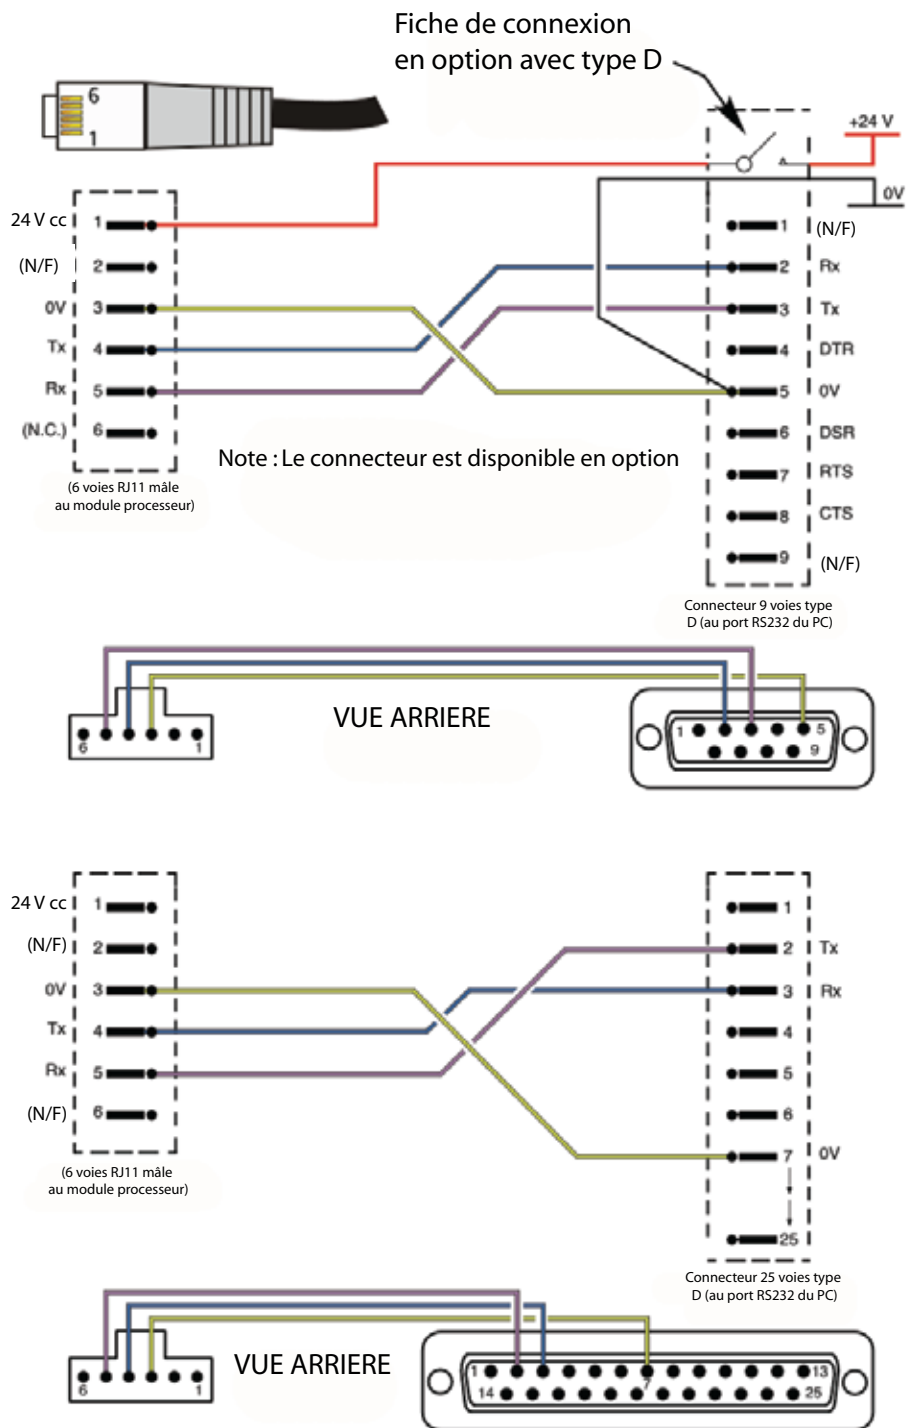 Fiche de connexion
en option avec type D
6
1
+24 V
0V
24 V cc 1
(N/F) 2
0V 3
Tx 4
Rx 5
(N.C.) 6
1 (N/F)
2 Rx
3 Tx
4 DTR
5 0V
6 DSR
7 RTS
8 CTS
9 (N/F)
Note : Le connecteur est disponible en option
(6 voies RJ11 mâle
au module processeur)
Connecteur 9 voies type
D (au port RS232 du PC)
VUE ARRIERE
6 1
1 5
9
24 V cc 1
(N/F) 2
0V 3
Tx 4
Rx 5
(N/F) 6
1
2 Tx
3 Rx
4
5
6
7 0V
25
(6 voies RJ11 mâle
au module processeur)
Connecteur 25 voies type
D (au port RS232 du PC)
VUE ARRIERE
6 1
1 13
7
14 25